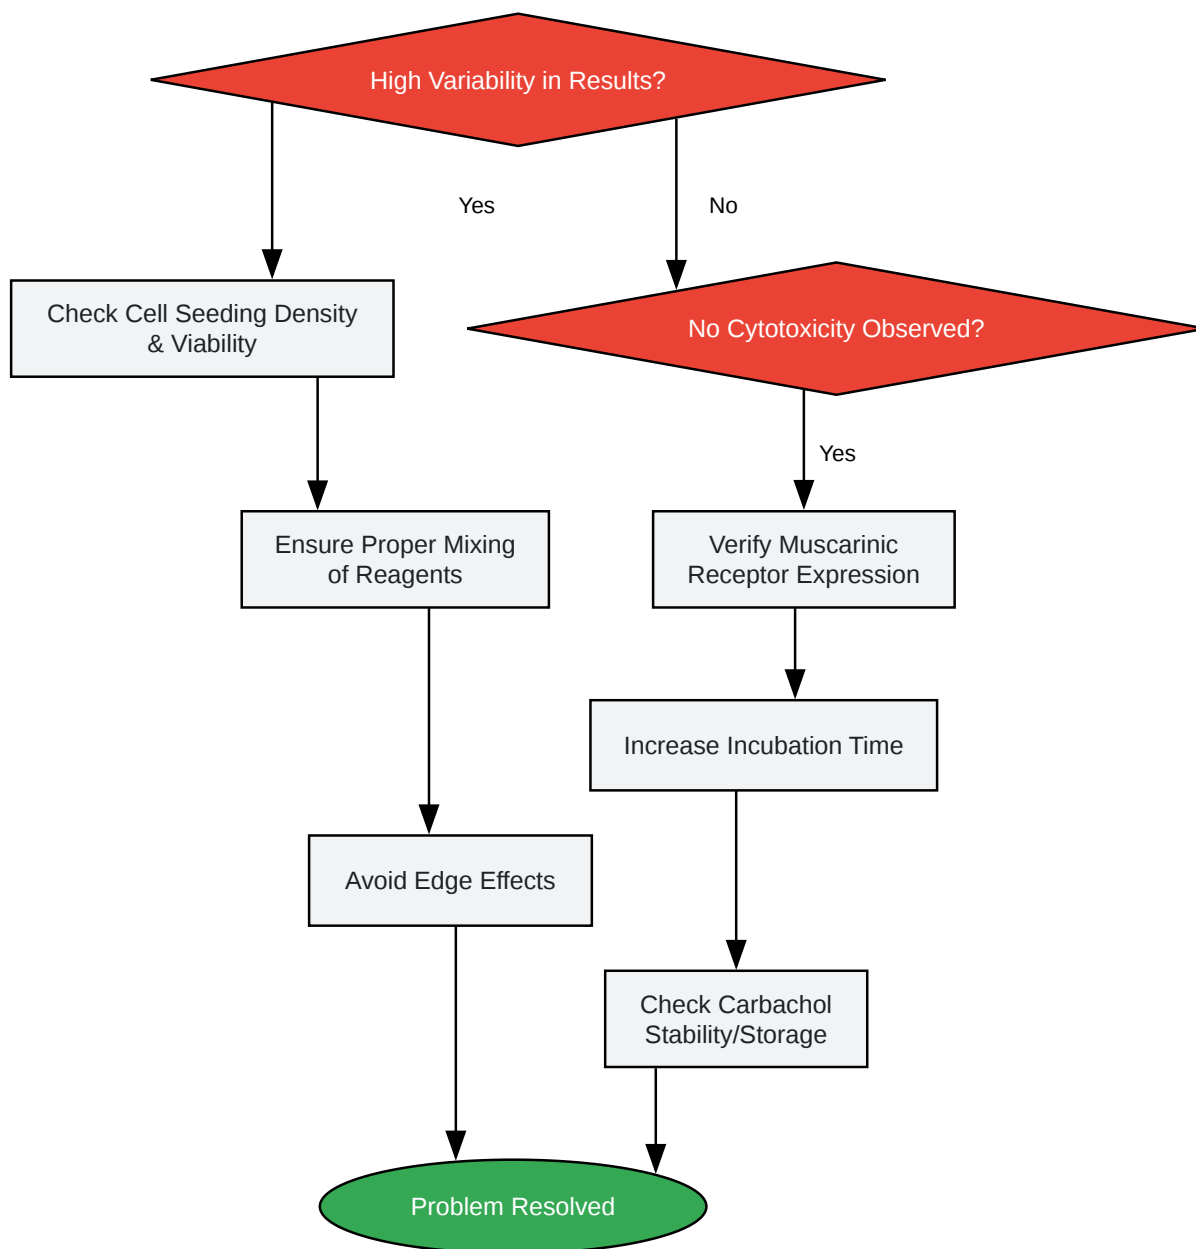 High Variability in Results?
Yes
No
Check Cell Seeding Density
& Viability
No Cytotoxicity Observed?
Yes
Ensure Proper Mixing
of Reagents
Verify Muscarinic
Receptor Expression
Increase Incubation Time
Avoid Edge Effects
Check Carbachol
Stability/Storage
Problem Resolved